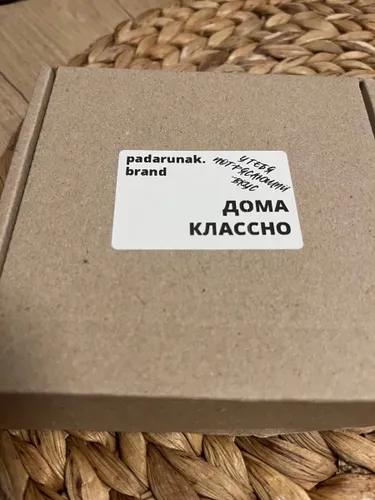 padarunak.
brand
У ТЕБЯ
ПОТРЯСАЮЩИЙ
ВКУС
ДОМА
КЛАССНО